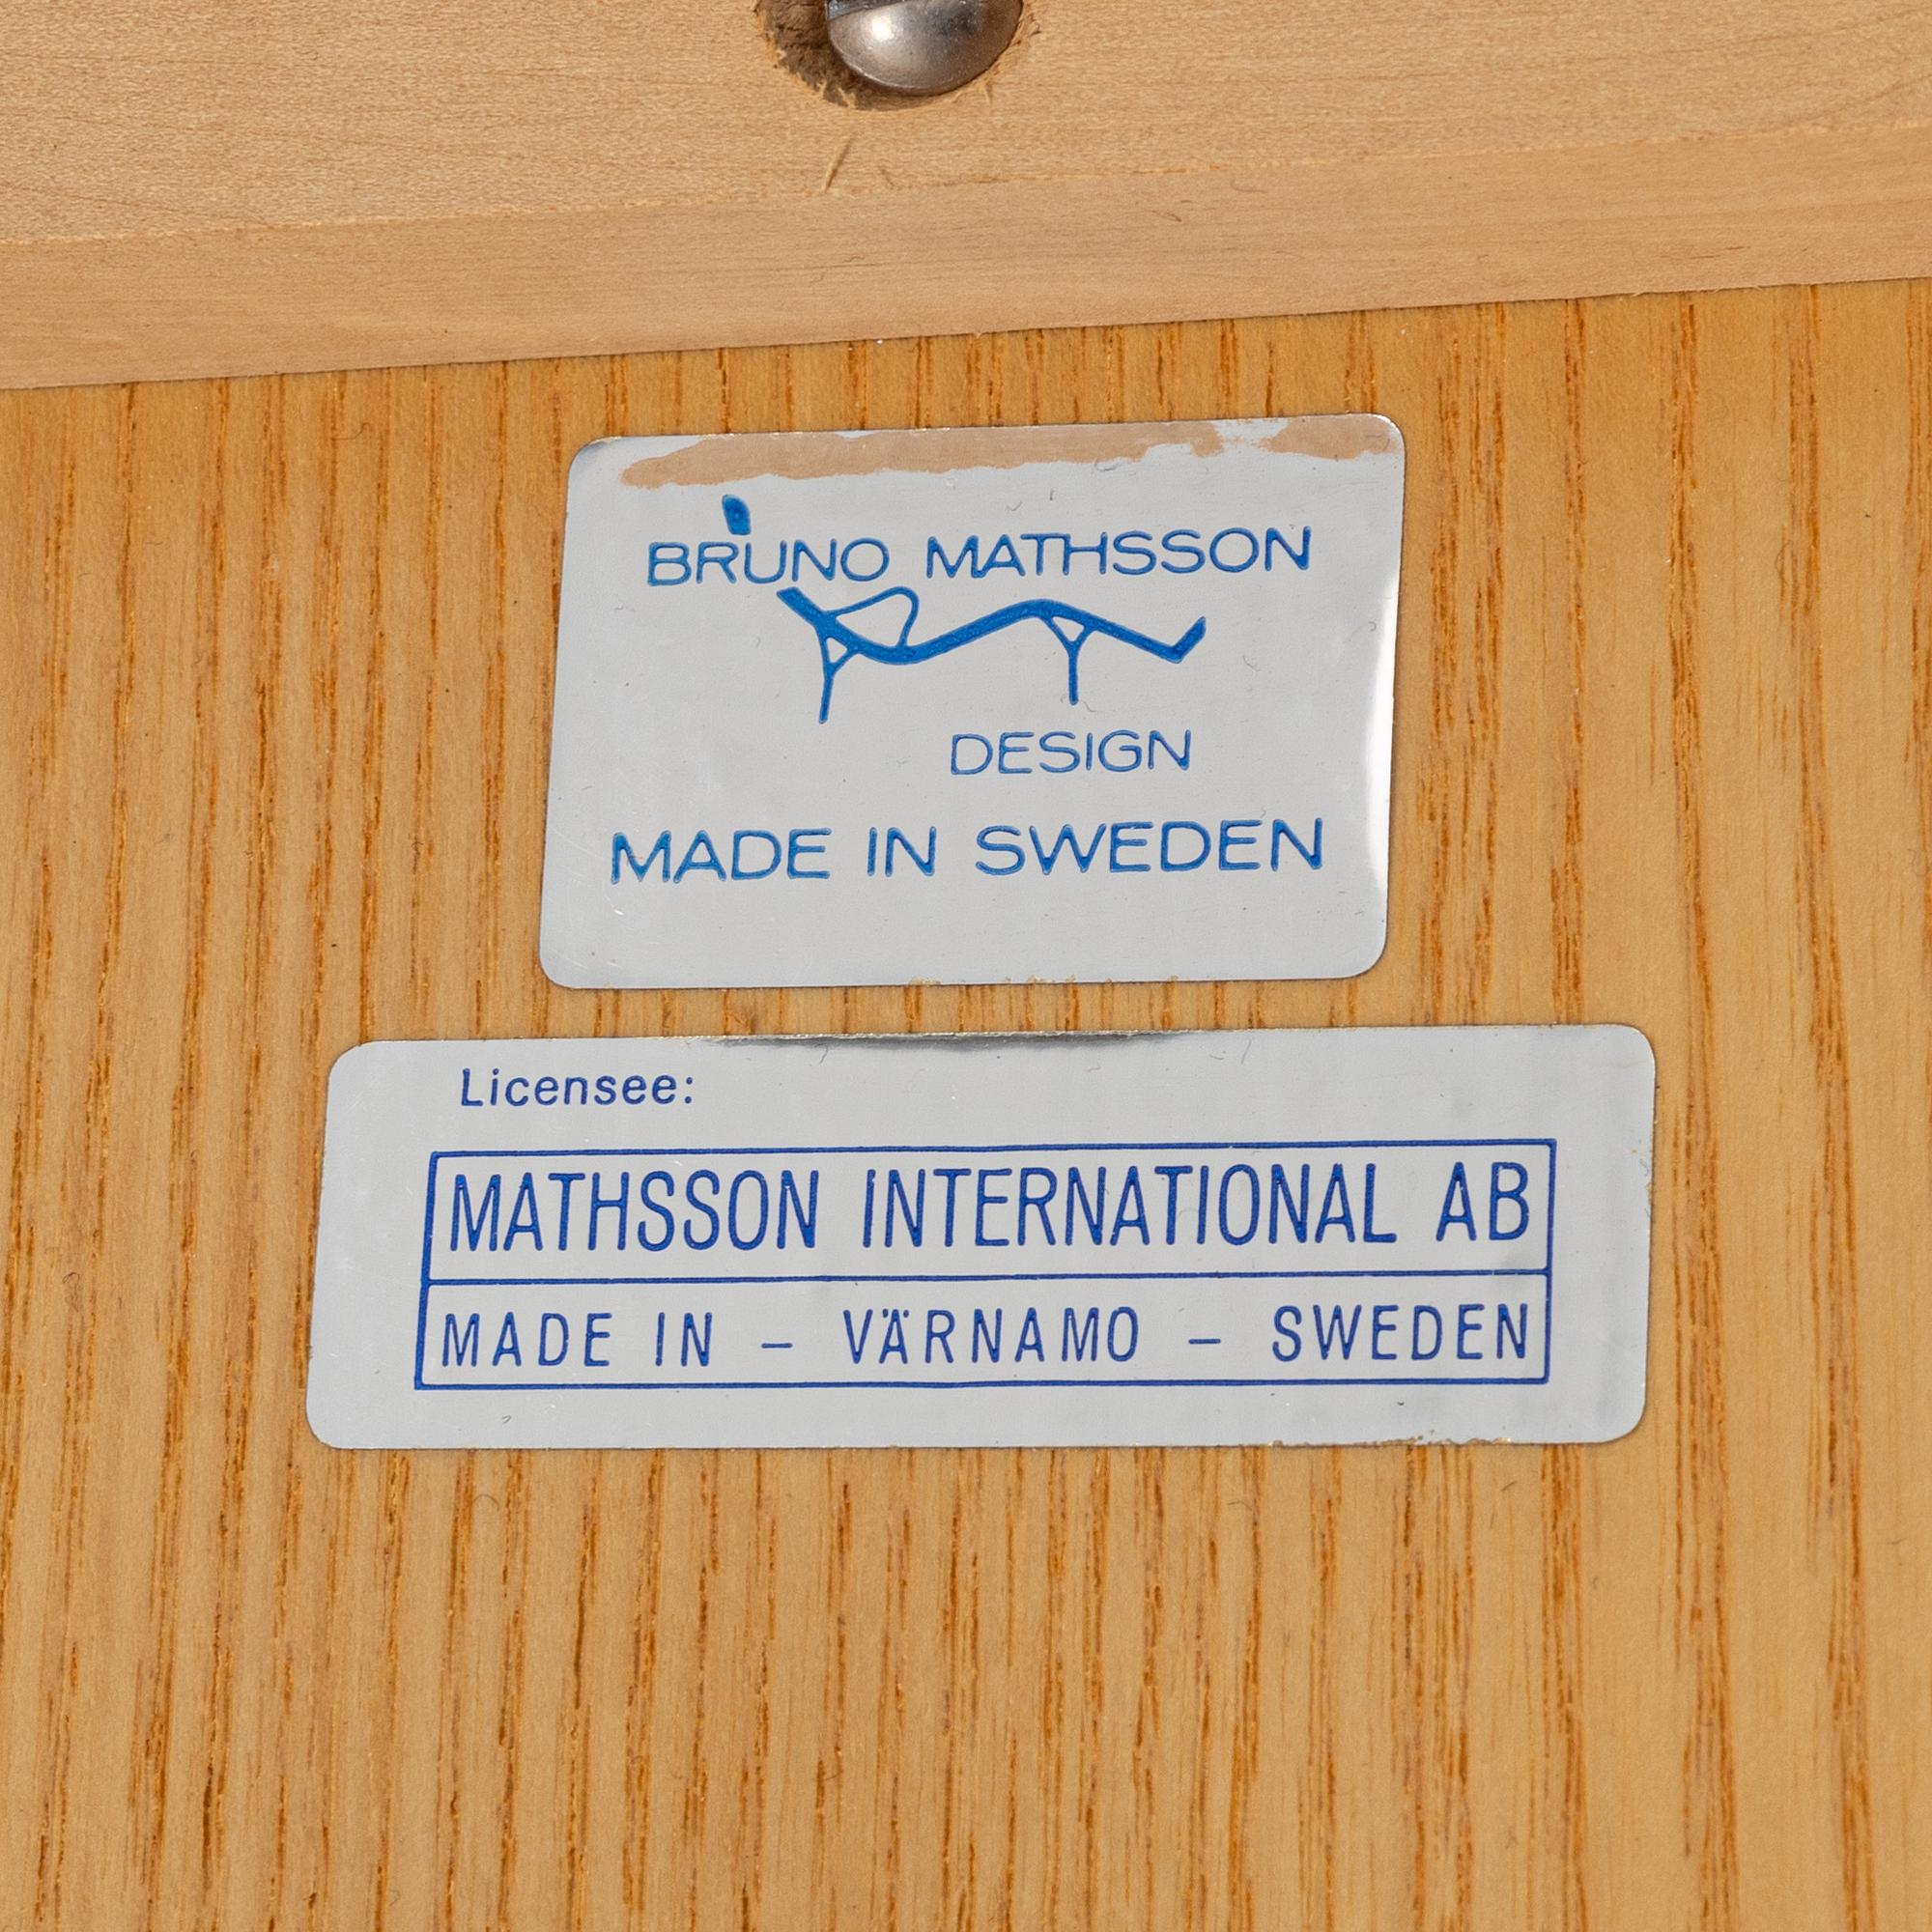 BRUNO MATHSSON
DESIGN
MADE IN SWEDEN
Licensee:
MATHSSON INTERNATIONAL AB
MADE IN – VÄRNAMO – SWEDEN